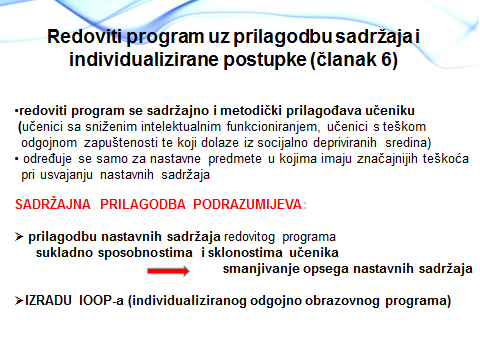 Redoviti program uz prilagodbu sadržaja i
individualizirane postupke (članak 6)
•redoviti program se sadržajno i metodički prilagođava učeniku
(učenici sa sniženim intelektualnim funkcioniranjem, učenici s teškom
odgojnom zapuštenosti te koji dolaze iz socijalno depriviranih sredina)
• određuje se samo za nastavne predmete u kojima imaju značajnijih teškoća
pri usvajanju nastavnih sadržaja
SADRŽAJNA PRILAGODBA PODRAZUMIJEVA:
➢ prilagodbu nastavnih sadržaja redovitog programa
sukladno sposobnostima i sklonostima učenika
smanjivanje opsega nastavnih sadržaja
➢IZRADU IOOP-a (individualiziranog odgojno obrazovnog programa)